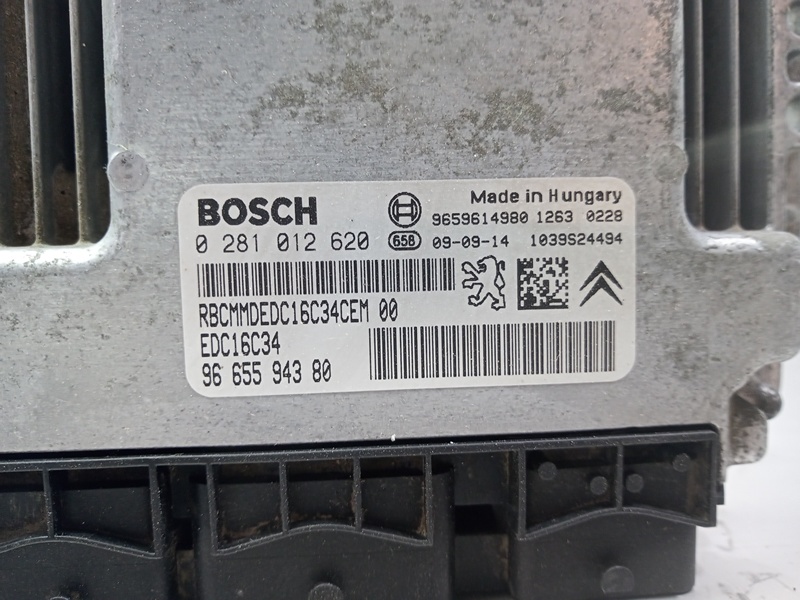 BOSCH
Made in Hungary
9659614980 1263 0228
0 281 012 620 658 09-09-14 1039S24494
RBCMMDEDC16C34CEM 00
EDC16C34
96 655 943 80